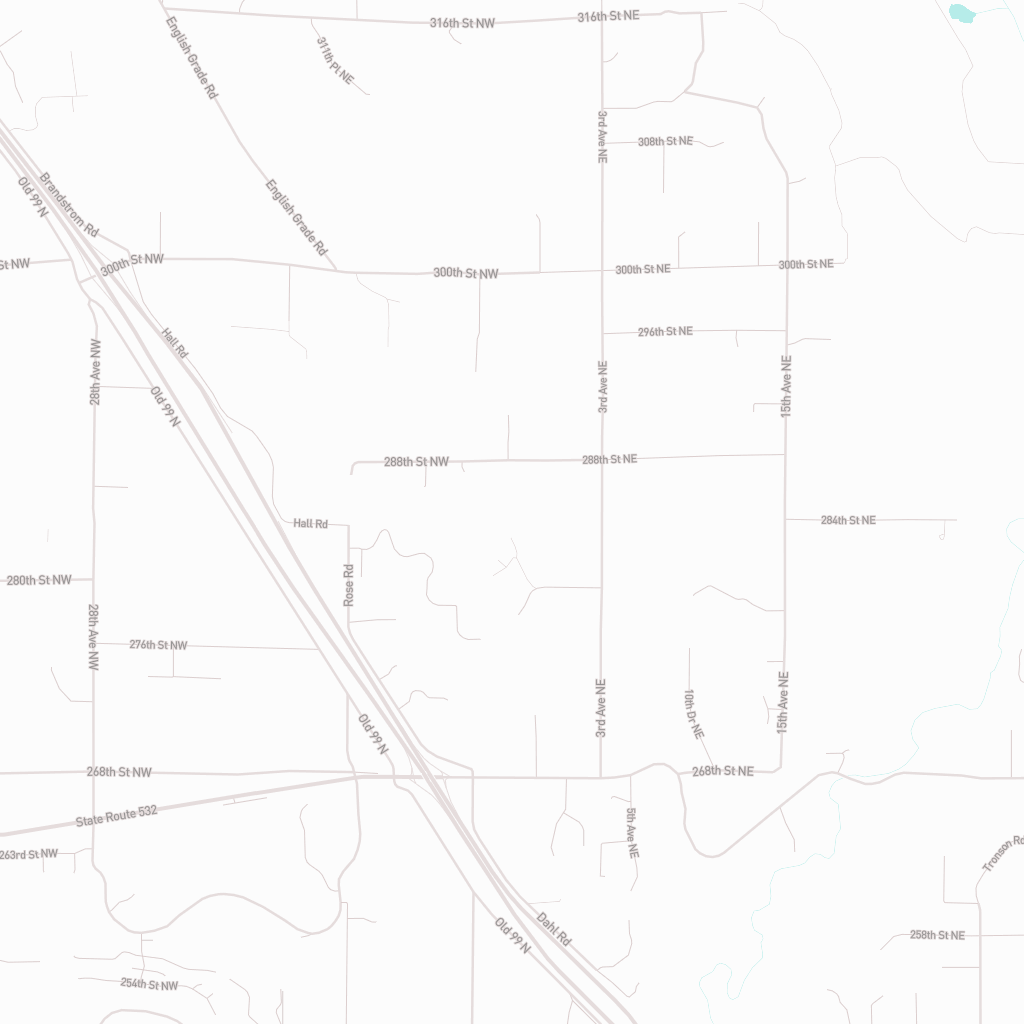 316th St NW
316th St NE
English Grade Rd
311th Pl NE
3rd Ave NE
308th St NE
Brandstrom Rd
Old 99 N
English Grade Rd
St NW
300th St NW
300th St NW
300th St NE
300th St NE
Hall Rd
296th St NE
28th Ave NW
Old 99 N
3rd Ave NE
15th Ave NE
288th St NW
288th St NE
Hall Rd
284th St NE
280th St NW
Rose Rd
28th Ave NW
276th St NW
3rd Ave NE
10th Dr NE
15th Ave NE
Old 99 N
268th St NW
268th St NE
State Route 532
5th Ave NE
263rd St NW
Tronson Rd
Old 99 N
Dahl Rd
258th St NE
254th St NW